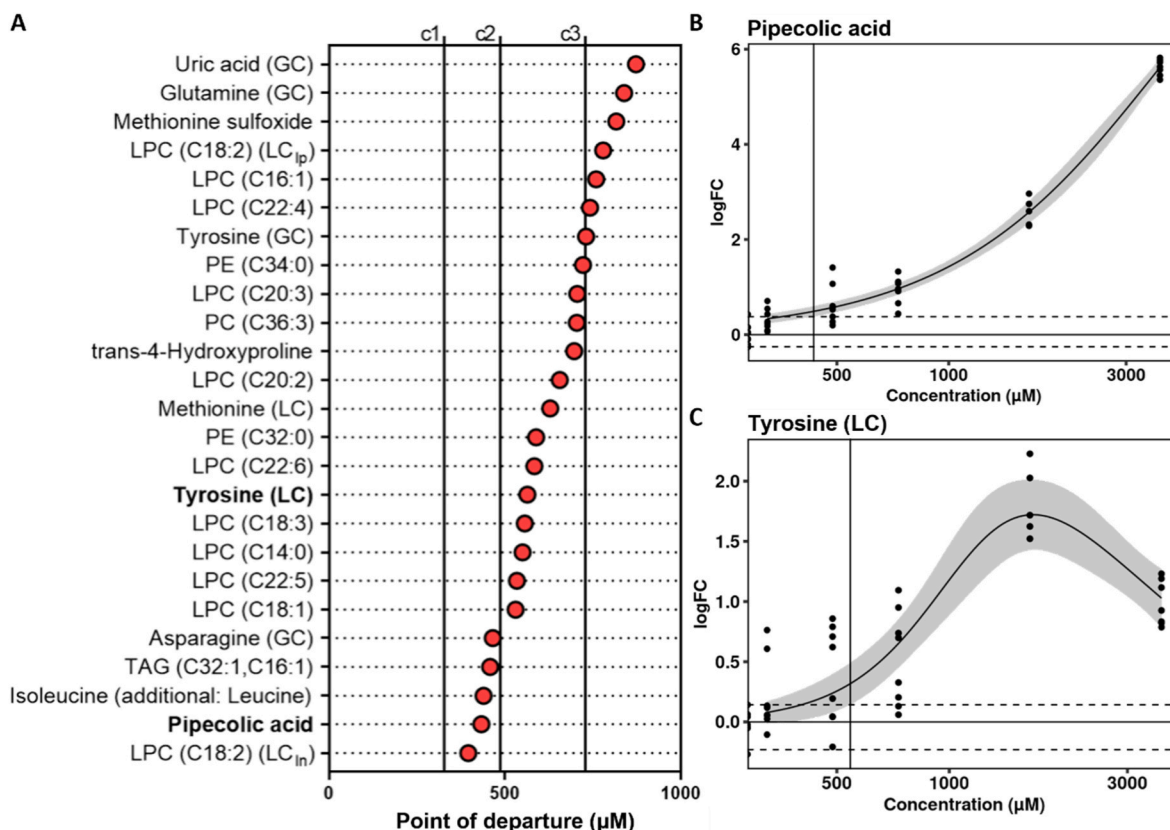 A
c1 c2 c3
Uric acid (GC)
Glutamine (GC)
Methionine sulfoxide
LPC (C18:2) (LClp)
LPC (C16:1)
LPC (C22:4)
Tyrosine (GC)
PE (C34:0)
LPC (C20:3)
PC (C36:3)
trans-4-Hydroxyproline
LPC (C20:2)
Methionine (LC)
PE (C32:0)
LPC (C22:6)
Tyrosine (LC)
LPC (C18:3)
LPC (C14:0)
LPC (C22:5)
LPC (C18:1)
Asparagine (GC)
TAG (C32:1,C16:1)
Isoleucine (additional: Leucine)
Pipecolic acid
LPC (C18:2) (LCln)
0 500 1000
Point of departure (µM)
B
Pipecolic acid
6
4
2
0
logFC
500 1000 3000
Concentration (µM)
C
Tyrosine (LC)
2.0
1.5
1.0
0.5
0.0
logFC
500 1000 3000
Concentration (µM)